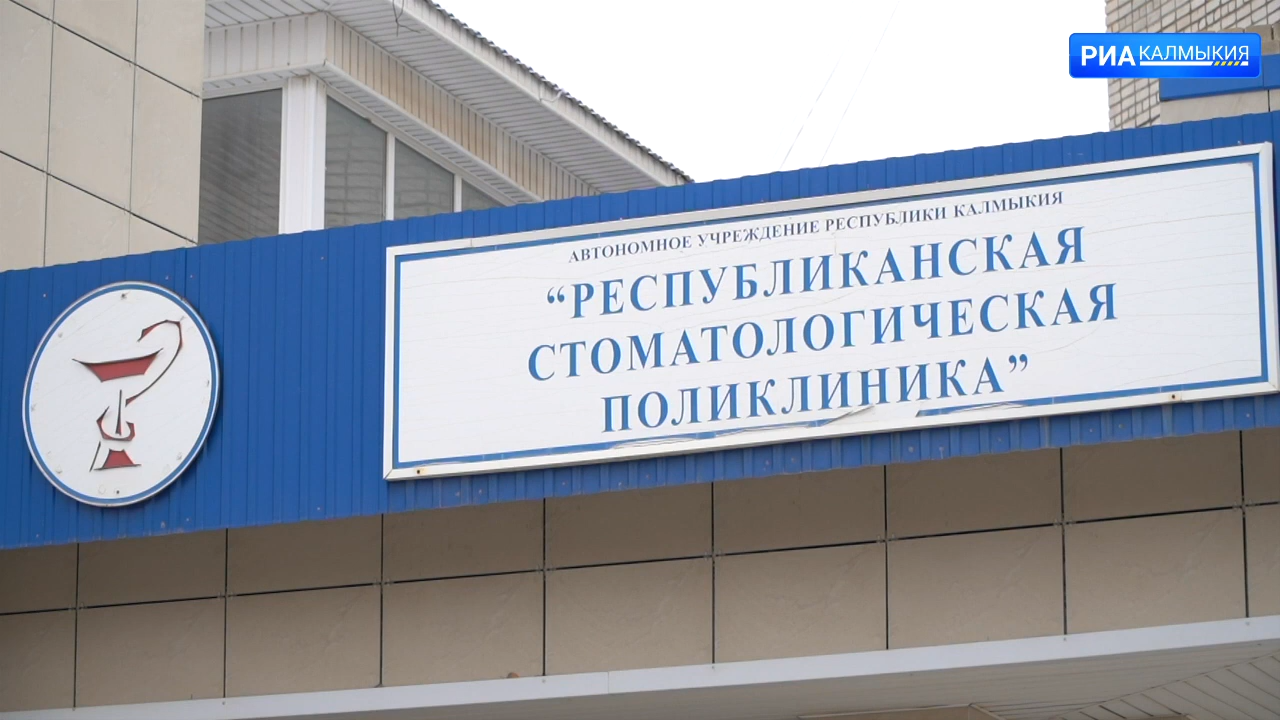 РИА КАЛМЫКИЯ
АВТОНОМНОЕ УЧРЕЖДЕНИЕ РЕСПУБЛИКИ КАЛМЫКИЯ
“РЕСПУБЛИКАНСКАЯ
СТОМАТОЛОГИЧЕСКАЯ
ПОЛИКЛИНИКА”